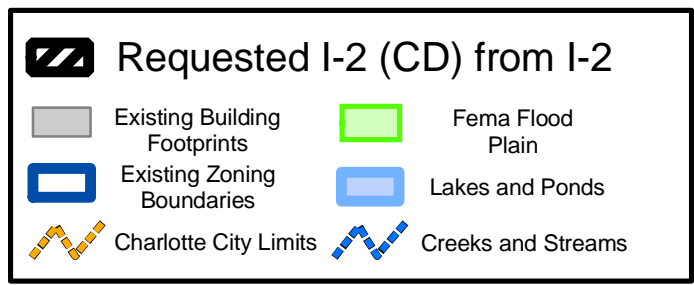 Requested I-2 (CD) from I-2
Existing Building
Footprints
Fema Flood
Plain
Existing Zoning
Boundaries
Lakes and Ponds
Charlotte City Limits
Creeks and Streams